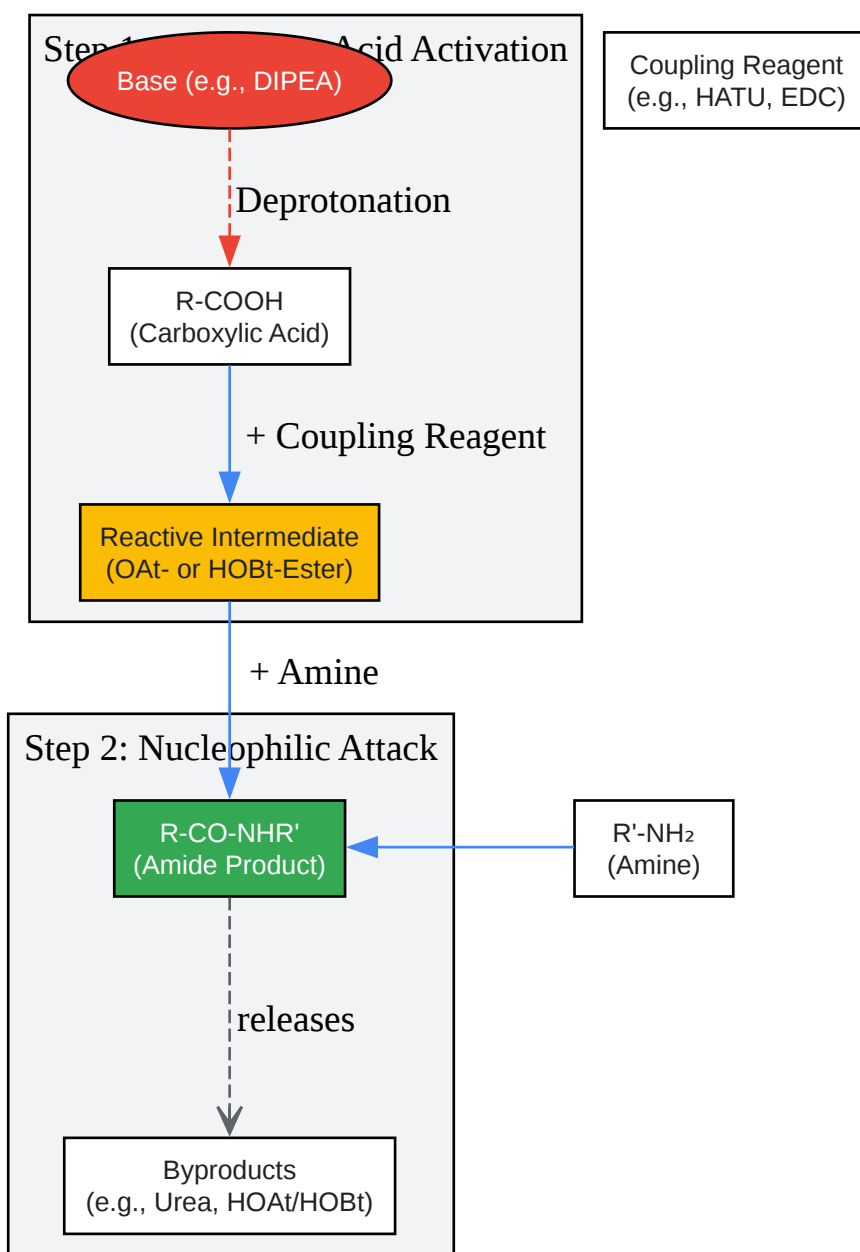 Step 1 Acid Activation
Base (e.g., DIPEA)
Coupling Reagent
(e.g., HATU, EDC)
Deprotonation
R-COOH
(Carboxylic Acid)
+ Coupling Reagent
Reactive Intermediate
(OAt- or HOBt-Ester)
+ Amine
Step 2: Nucleophilic Attack
R-CO-NHR'
(Amide Product)
R'-NH₂
(Amine)
releases
Byproducts
(e.g., Urea, HOAt/HOBt)